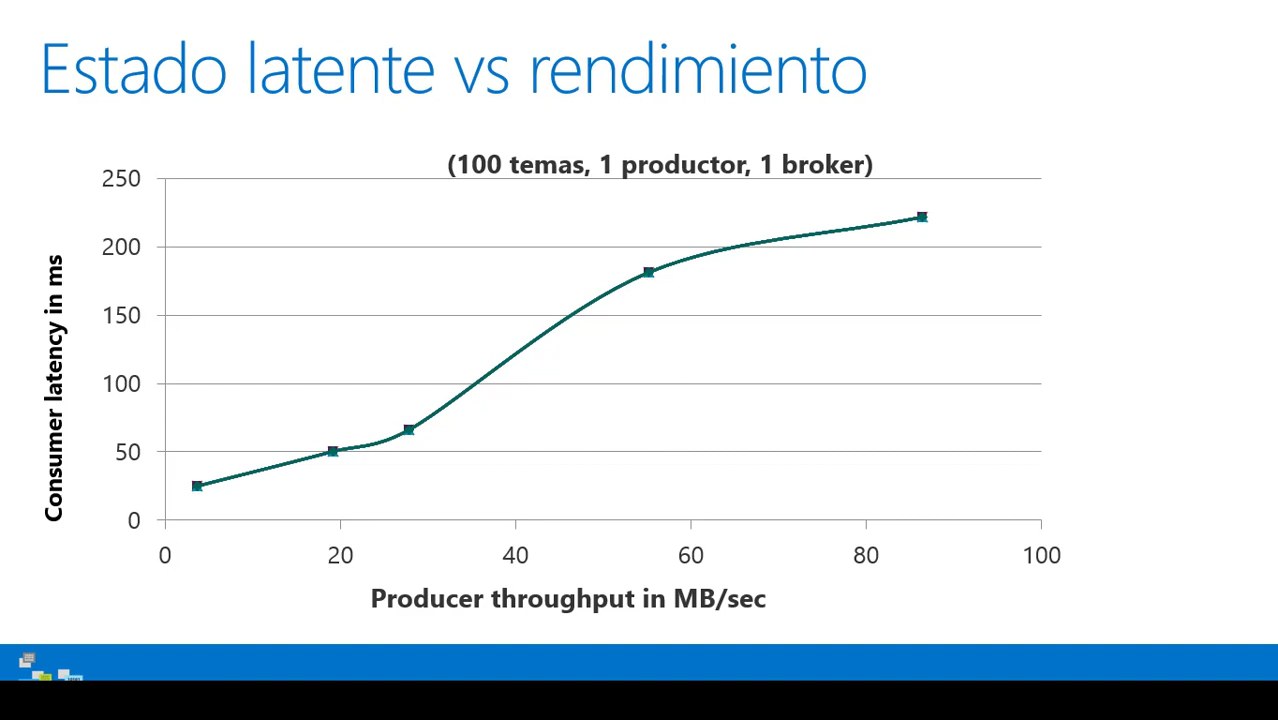 Estado latente vs rendimiento
(100 temas, 1 productor, 1 broker)
250
200
150
100
50
0
Consumer latency in ms
0 20 40 60 80 100
Producer throughput in MB/sec